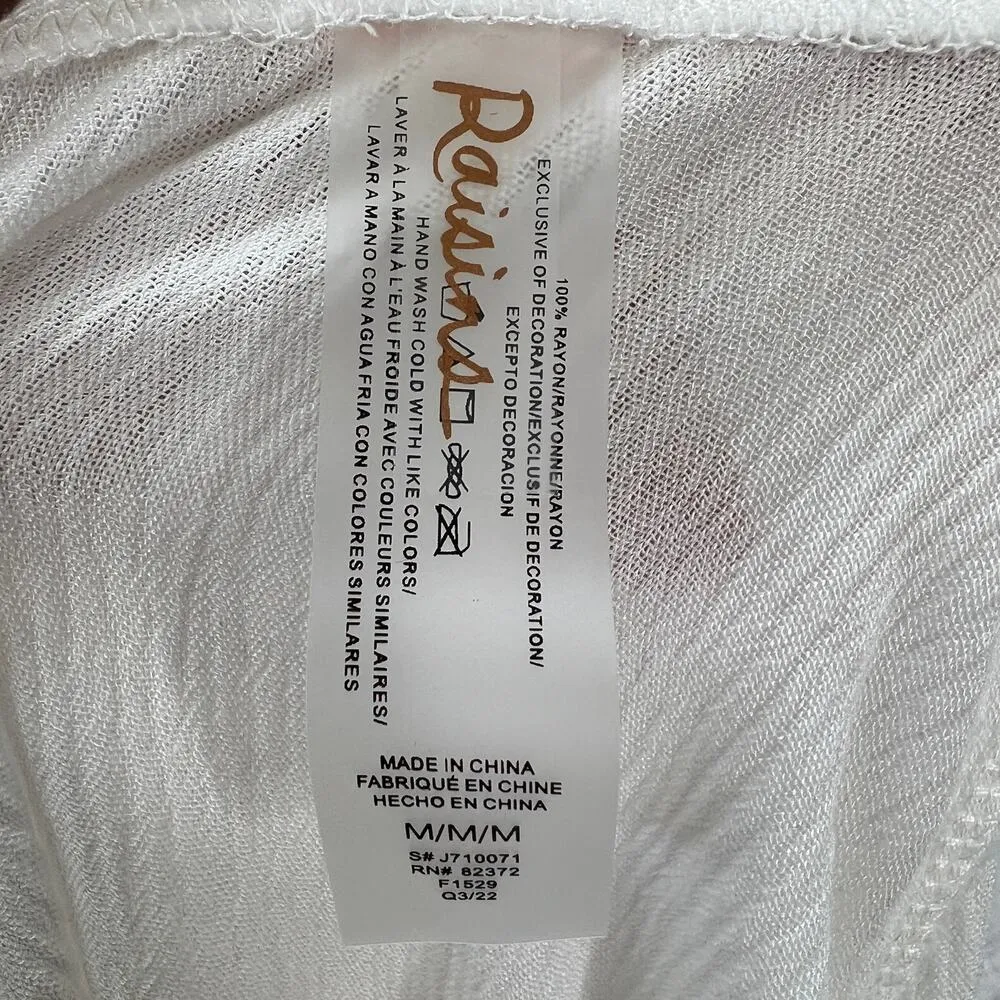 Raisins
100% RAYON/RAYONNE/RAYON
EXCLUSIVE OF DECORATION/EXCLUSIF DE DECORATION/
EXCEPTO DECORACION
HAND WASH COLD WITH LIKE COLORS/
LAVER À LA MAIN À L'EAU FROIDE AVEC COULEURS SIMILAIRES/
LAVAR A MANO CON AGUA FRIA CON COLORES SIMILARES
MADE IN CHINA
FABRIQUÉ EN CHINE
HECHO EN CHINA
M/M/M
S# J710071
RN# 82372
F1529
Q3/22